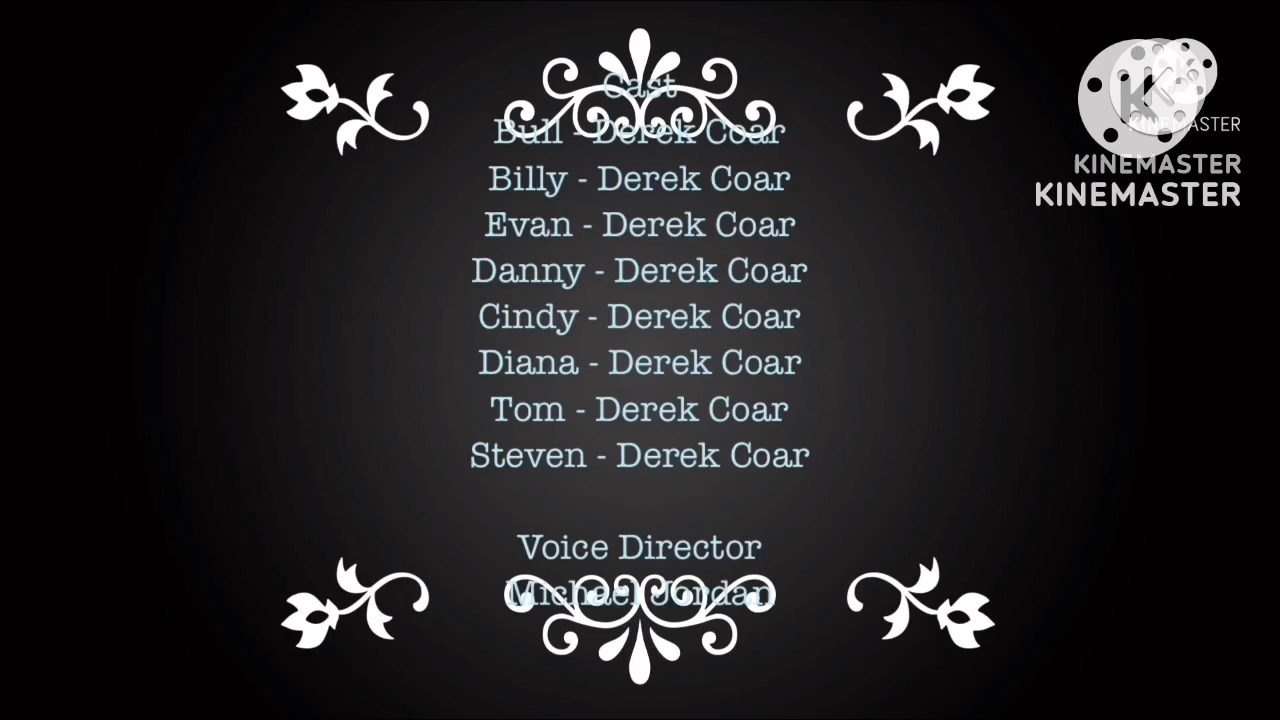 Cast
Bull - Derek Coar
Billy - Derek Coar
Evan - Derek Coar
Danny - Derek Coar
Cindy - Derek Coar
Diana - Derek Coar
Tom - Derek Coar
Steven - Derek Coar
Voice Director
Michael Jordan
KINEMASTER
KINEMASTER
KINEMASTER